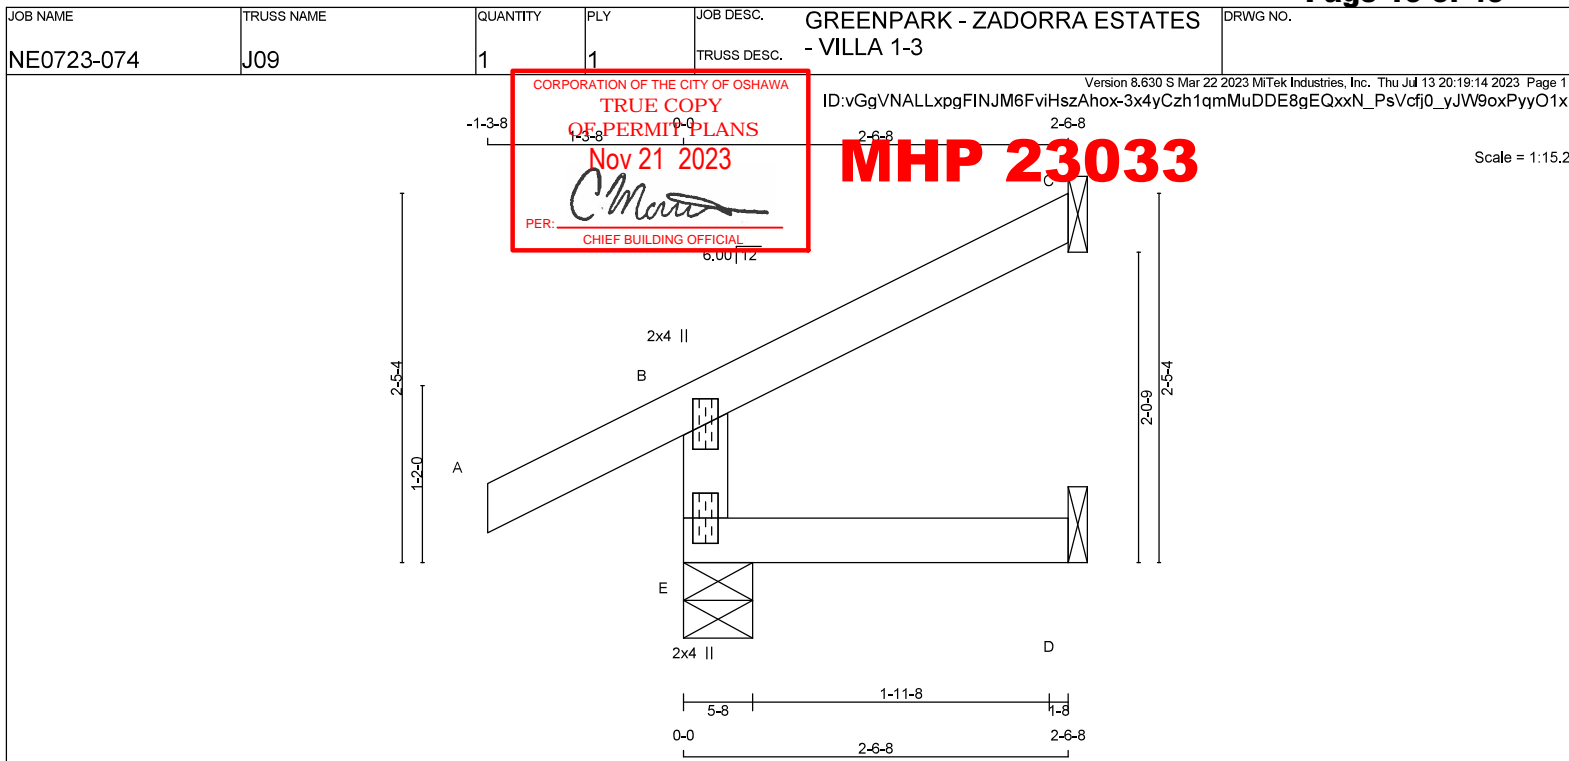 JOB NAME
NE0723-074
TRUSS NAME
J09
QUANTITY
1
PLY
1
JOB DESC.
GREENPARK - ZADORRA ESTATES
- VILLA 1-3
TRUSS DESC.
DRWG NO.
Version 8.630 S Mar 22 2023 MiTek Industries, Inc. Thu Jul 13 20:19:14 2023 Page 1
CORPORATION OF THE CITY OF OSHAWA
TRUE COPY
OF PERMIT PLANS
Nov 21 2023
PER:
CHIEF BUILDING OFFICIAL
MHP 23033
Scale = 1:15.2
-1-3-8
1-3-8
0-0
2-6-8
2-6-8
C
6.00 12
2x4 ||
B
A
2-5-4
1-2-0
2-0-9
2-5-4
E
2x4 ||
D
1-11-8
5-8
1-8
0-0
2-6-8
2-6-8